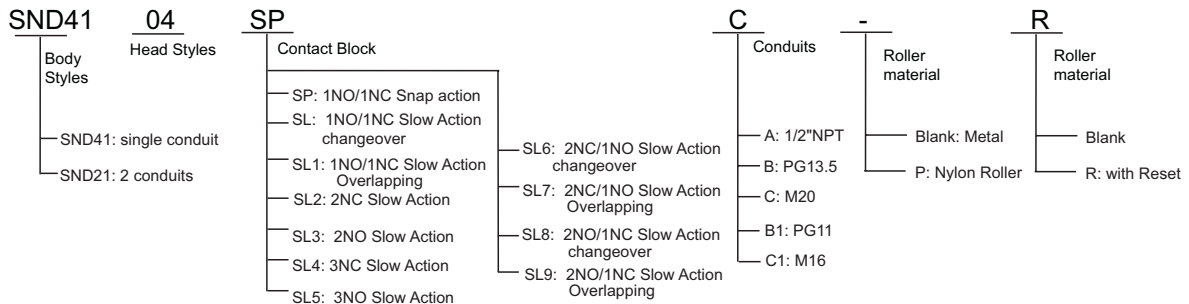 SND41 04 SP C - R
Body
Styles
Head Styles
Contact Block
Conduits
Roller
material
Roller
material
SND41: single conduit
SND21: 2 conduits
SP: 1NO/1NC Snap action
SL: 1NO/1NC Slow Action
changeover
SL1: 1NO/1NC Slow Action
Overlapping
SL2: 2NC Slow Action
SL3: 2NO Slow Action
SL4: 3NC Slow Action
SL5: 3NO Slow Action
SL6: 2NC/1NO Slow Action
changeover
SL7: 2NC/1NO Slow Action
Overlapping
SL8: 2NO/1NC Slow Action
changeover
SL9: 2NO/1NC Slow Action
Overlapping
A: 1/2"NPT
B: PG13.5
C: M20
B1: PG11
C1: M16
Blank: Metal
P: Nylon Roller
Blank
R: with Reset